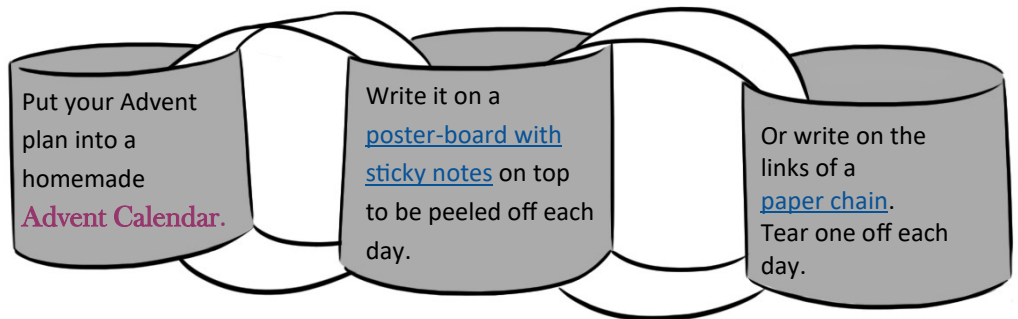 Put your Advent
plan into a
homemade
Advent Calendar.
Write it on a
poster-board with
sticky notes on top
to be peeled off each
day.
Or write on the
links of a
paper chain.
Tear one off each
day.